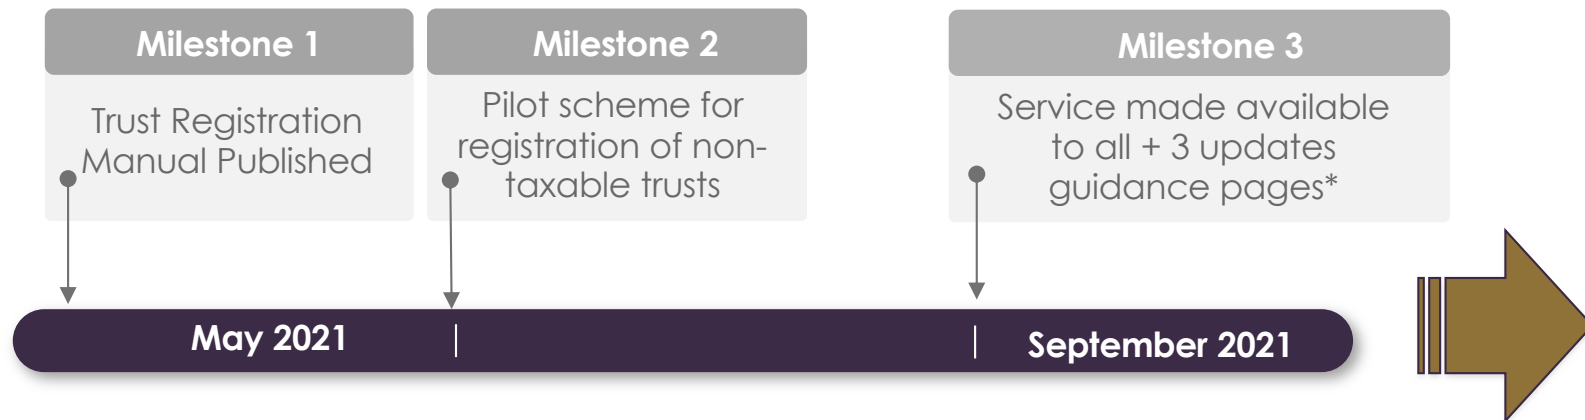 Milestone 1
Trust Registration
Manual Published
Milestone 2
Pilot scheme for
registration of non-
taxable trusts
Milestone 3
Service made available
to all + 3 updates
guidance pages*
May 2021
September 2021